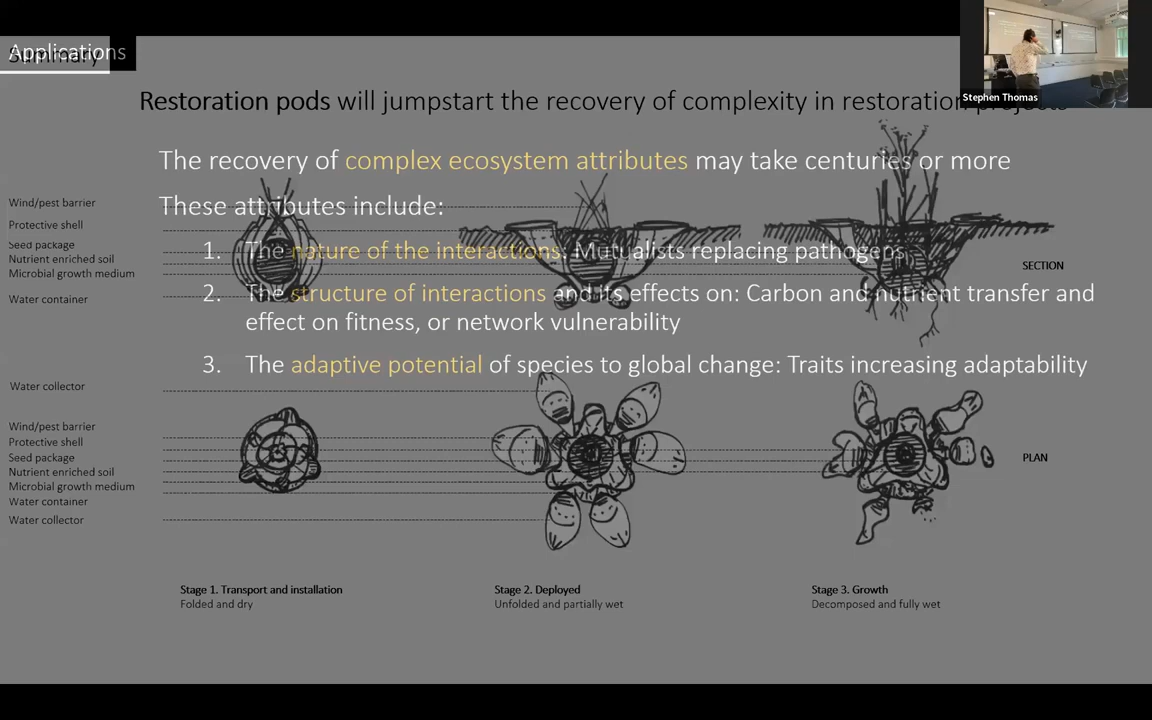 Applications
Summary
Stephen Thomas
Restoration pods will jumpstart the recovery of complexity in restoration projects
The recovery of complex ecosystem attributes may take centuries or more
These attributes include:
1. The nature of the interactions: Mutualists replacing pathogens
2. The structure of interactions and its effects on: Carbon and nutrient transfer and
effect on fitness, or network vulnerability
3. The adaptive potential of species to global change: Traits increasing adaptability
Wind/pest barrier
Protective shell
Seed package
Nutrient enriched soil
Microbial growth medium
Water container
SECTION
Water collector
Wind/pest barrier
Protective shell
Seed package
Nutrient enriched soil
Microbial growth medium
Water container
Water collector
PLAN
Stage 1. Transport and installation
Folded and dry
Stage 2. Deployed
Unfolded and partially wet
Stage 3. Growth
Decomposed and fully wet